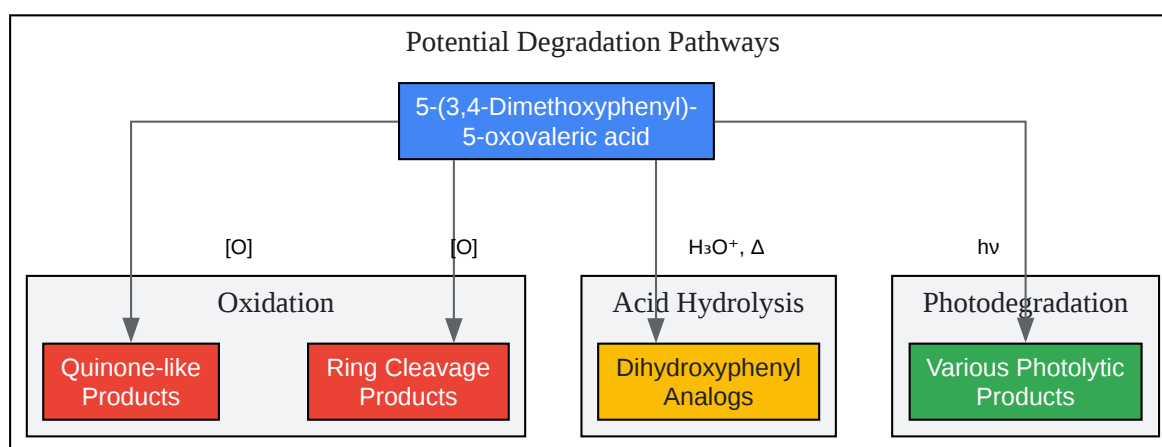 Potential Degradation Pathways
5-(3,4-Dimethoxyphenyl)-
5-oxovaleric acid
[O]
[O]
H₃O⁺, Δ
hν
Oxidation
Acid Hydrolysis
Photodegradation
Quinone-like
Products
Ring Cleavage
Products
Dihydroxyphenyl
Analogs
Various Photolytic
Products